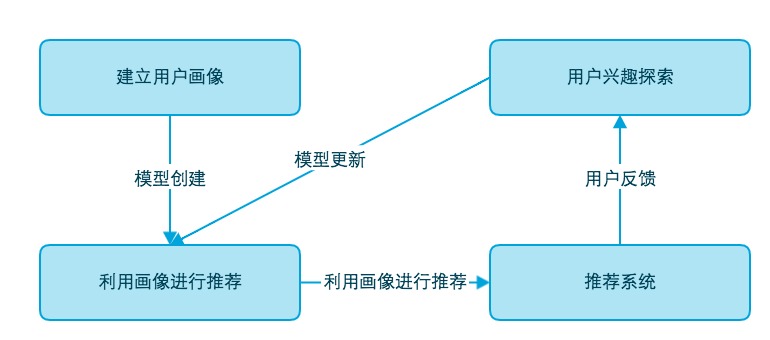 建立用户画像
用户兴趣探索
模型更新
模型创建
用户反馈
利用画像进行推荐
利用画像进行推荐
推荐系统